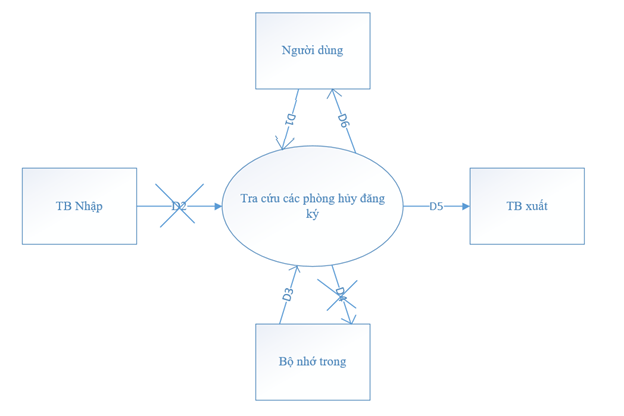 Người dùng
D1
D6
TB Nhập
D2
Tra cứu các phòng hủy đăng
ký
D5
TB xuất
D3
D4
Bộ nhớ trong